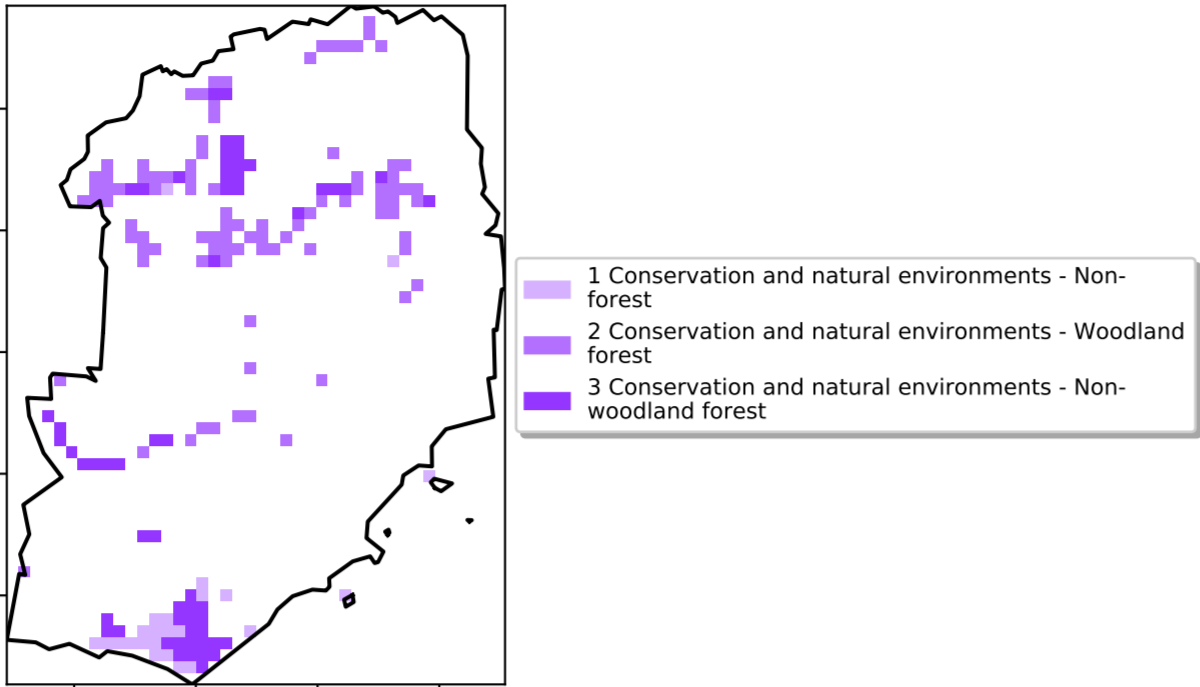 1 Conservation and natural environments - Non-
forest
2 Conservation and natural environments - Woodland
forest
3 Conservation and natural environments - Non-
woodland forest